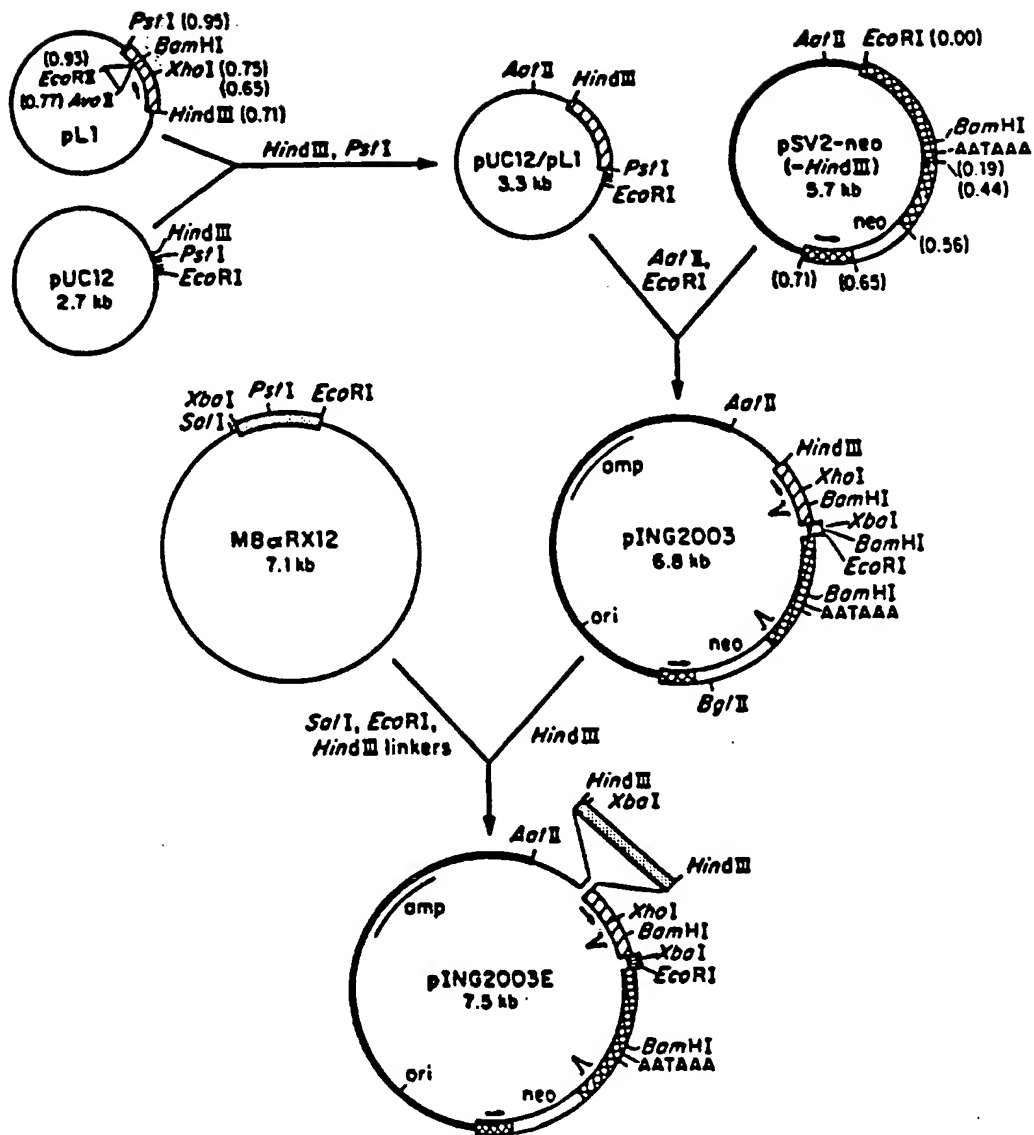 PstI (0.95)
BamHI
(0.93)
EcoRII
XhoI (0.75)
(0.65)
(0.77) AvaII
HindIII (0.71)
pL1
HindIII, PstI
HindIII
PstI
EcoRI
pUC12
2.7 kb
AatII
HindIII
pUC12/pL1
3.3 kb
PstI
EcoRI
AatII
EcoRI (0.00)
pSV2-neo
(-HindIII)
5.7 kb
BamHI
AATAAA
(0.19)
(0.44)
neo
(0.56)
(0.71)
(0.65)
AatII,
EcoRI
XbaI
PstI
EcoRI
SalI
M8αRX12
7.1 kb
AatII
HindIII
amp
XhoI
BamHI
XbaI
BamHI
EcoRI
pING2003
6.8 kb
BamHI
AATAAA
ori
neo
BglII
SalI, EcoRI,
HindIII linkers
HindIII
HindIII
XbaI
AatII
HindIII
amp
XhoI
BamHI
XbaI
EcoRI
pING2003E
7.5 kb
BamHI
AATAAA
ori
neo